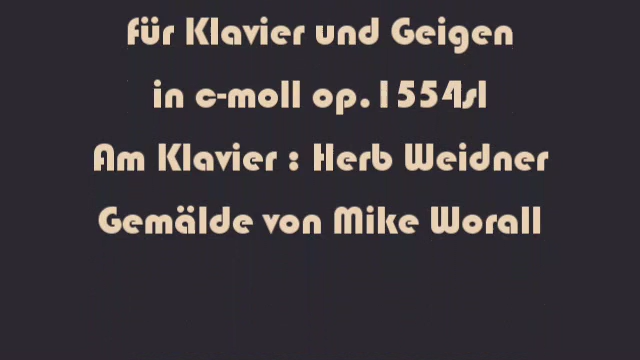 für Klavier und Geigen
in c-moll op.1554sl
Am Klavier : Herb Weidner
Gemälde von Mike Worall